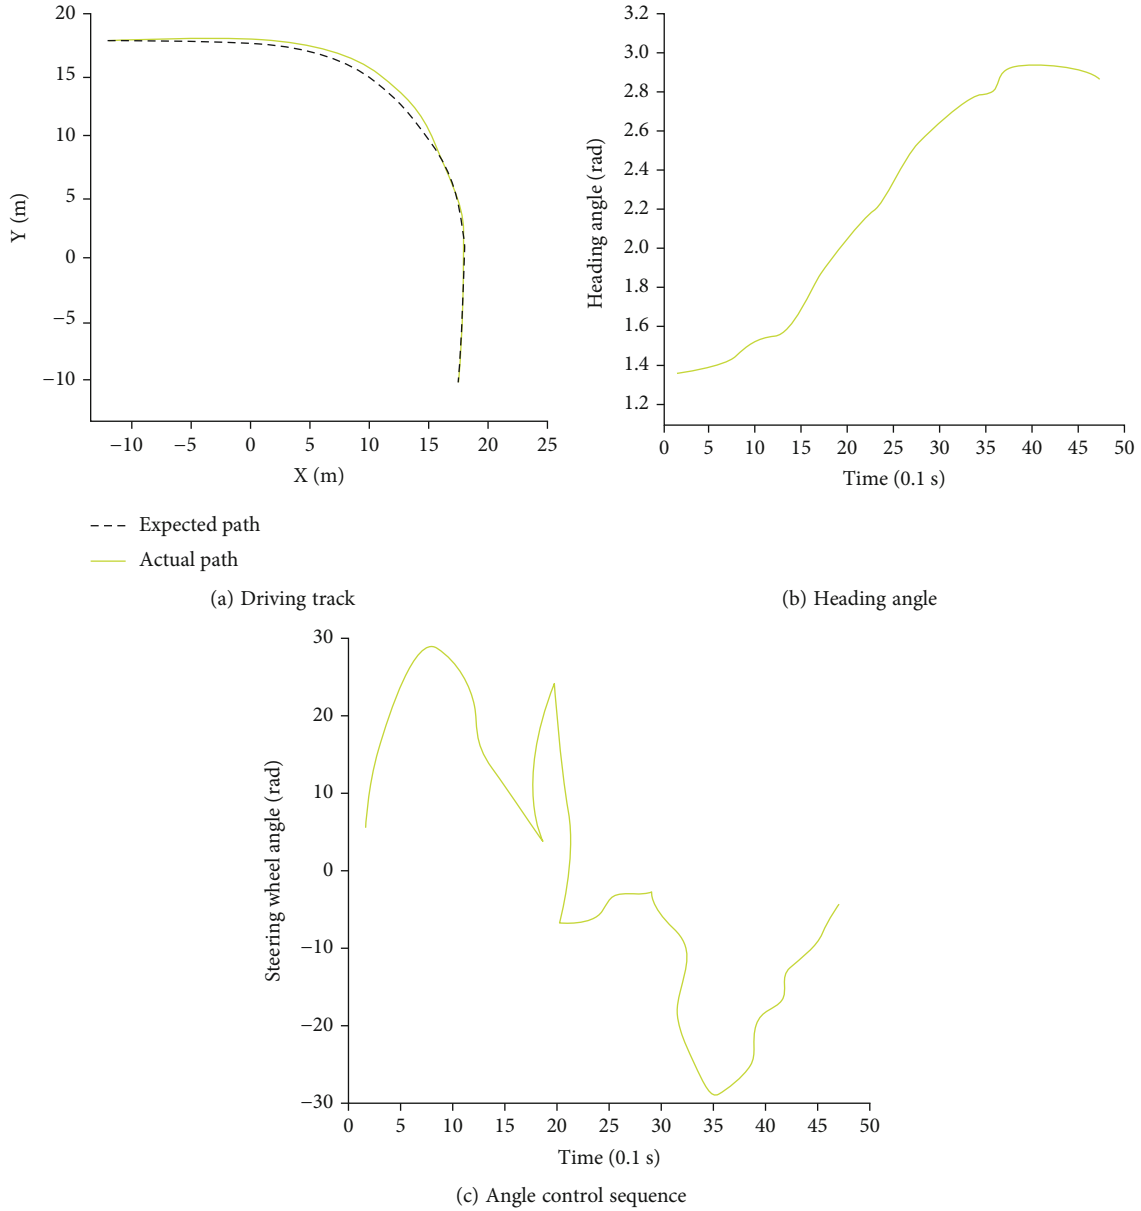 20
15
10
5
0
−5
−10
Y (m)
−10 −5 0 5 10 15 20 25
X (m)
Expected path
Actual path
(a) Driving track
3.2
3.0
2.8
2.6
2.4
2.2
2.0
1.8
1.6
1.4
1.2
Heading angle (rad)
0 5 10 15 20 25 30 35 40 45 50
Time (0.1 s)
(b) Heading angle
30
20
10
0
−10
−20
−30
Steering wheel angle (rad)
0 5 10 15 20 25 30 35 40 45 50
Time (0.1 s)
(c) Angle control sequence